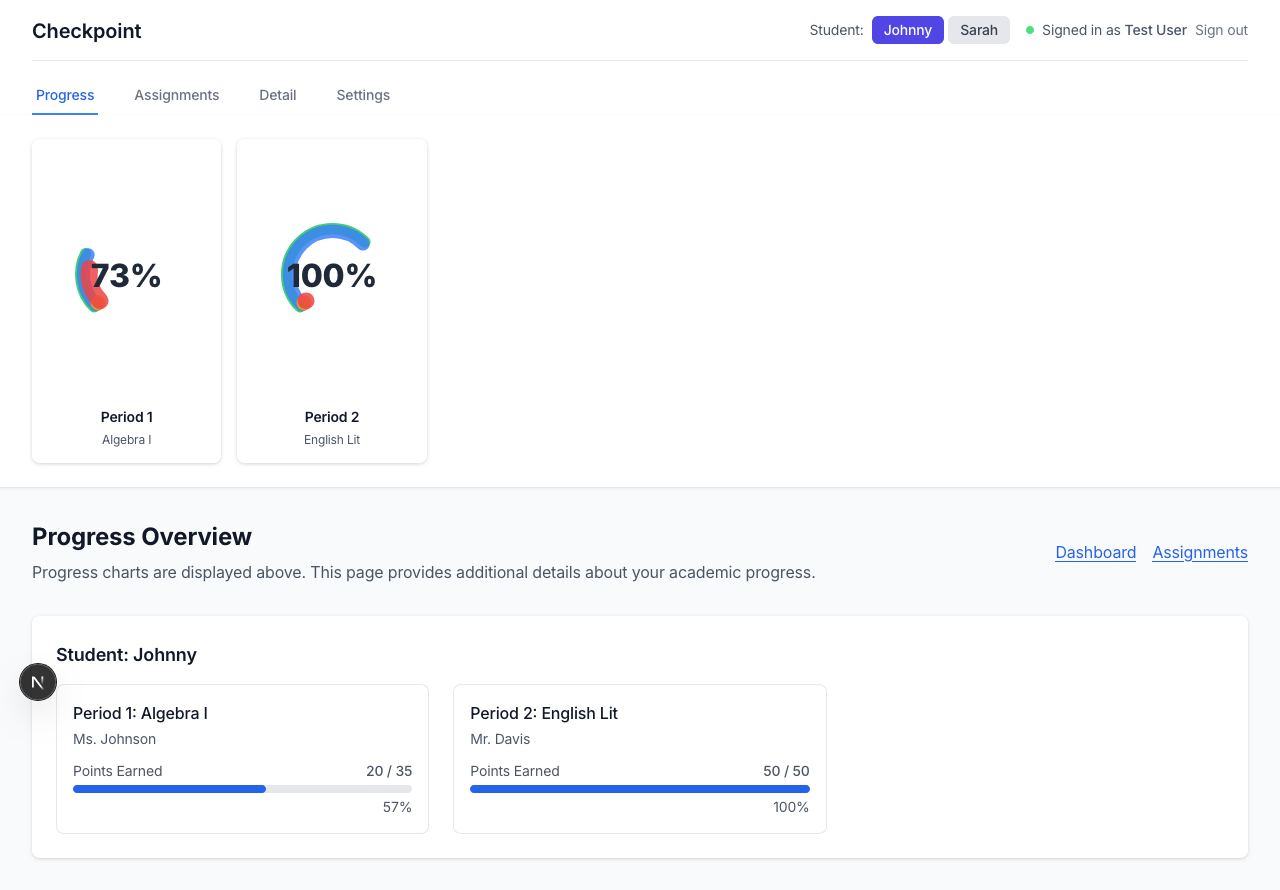 Checkpoint
Student: Johnny Sarah Signed in as Test User Sign out
Progress Assignments Detail Settings
73% 100%
Period 1 Period 2
Algebra I English Lit
Progress Overview
Dashboard Assignments
Progress charts are displayed above. This page provides additional details about your academic progress.
Student: Johnny
N
Period 1: Algebra I
Ms. Johnson
Points Earned 20 / 35
57%
Period 2: English Lit
Mr. Davis
Points Earned 50 / 50
100%